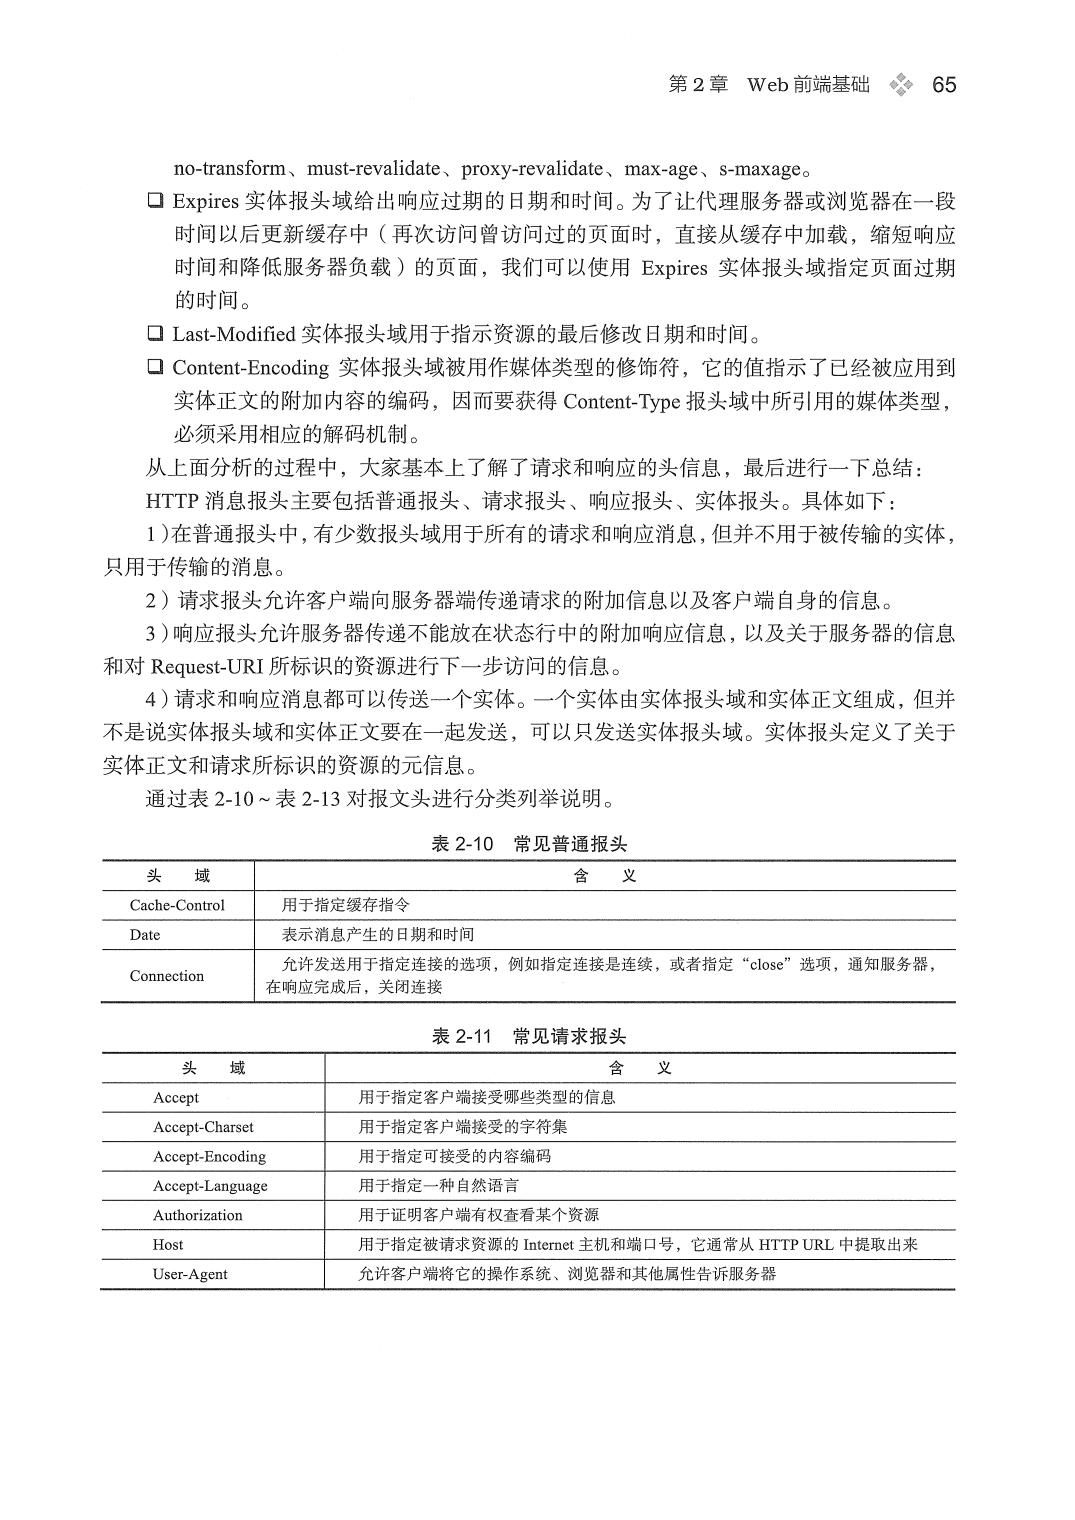 第 2 章 Web 前端基础 65
no-transform、must-revalidate、proxy-revalidate、max-age、s-maxage。
❑ Expires 实体报头域给出响应过期的日期和时间。为了让代理服务器或浏览器在一段
时间以后更新缓存中（再次访问曾访问过的页面时，直接从缓存中加载，缩短响应
时间和降低服务器负载）的页面，我们可以使用 Expires 实体报头域指定页面过期
的时间。
❑ Last-Modified 实体报头域用于指示资源的最后修改日期和时间。
❑ Content-Encoding 实体报头域被用作媒体类型的修饰符，它的值指示了已经被应用到
实体正文的附加内容的编码，因而要获得 Content-Type 报头域中所引用的媒体类型，
必须采用相应的解码机制。
从上面分析的过程中，大家基本上了解了请求和响应的头信息，最后进行一下总结：
HTTP 消息报头主要包括普通报头、请求报头、响应报头、实体报头。具体如下：
1）在普通报头中，有少数报头域用于所有的请求和响应消息，但并不用于被传输的实体，
只用于传输的消息。
2）请求报头允许客户端向服务器端传递请求的附加信息以及客户端自身的信息。
3）响应报头允许服务器传递不能放在状态行中的附加响应信息，以及关于服务器的信息
和对 Request-URI 所标识的资源进行下一步访问的信息。
4）请求和响应消息都可以传送一个实体。一个实体由实体报头域和实体正文组成，但并
不是说实体报头域和实体正文要在一起发送，可以只发送实体报头域。实体报头定义了关于
实体正文和请求所标识的资源的元信息。
通过表 2-10 ~ 表 2-13 对报文头进行分类列举说明。
表 2-10 常见普通报头
头 域 含 义
Cache-Control 用于指定缓存指令
Date 表示消息产生的日期和时间
Connection 允许发送用于指定连接的选项，例如指定连接是连续，或者指定“close”选项，通知服务器，
在响应完成后，关闭连接
表 2-11 常见请求报头
头 域 含 义
Accept 用于指定客户端接受哪些类型的信息
Accept-Charset 用于指定客户端接受的字符集
Accept-Encoding 用于指定可接受的内容编码
Accept-Language 用于指定一种自然语言
Authorization 用于证明客户端有权查看某个资源
Host 用于指定被请求资源的 Internet 主机和端口号，它通常从 HTTP URL 中提取出来
User-Agent 允许客户端将它的操作系统、浏览器和其他属性告诉服务器